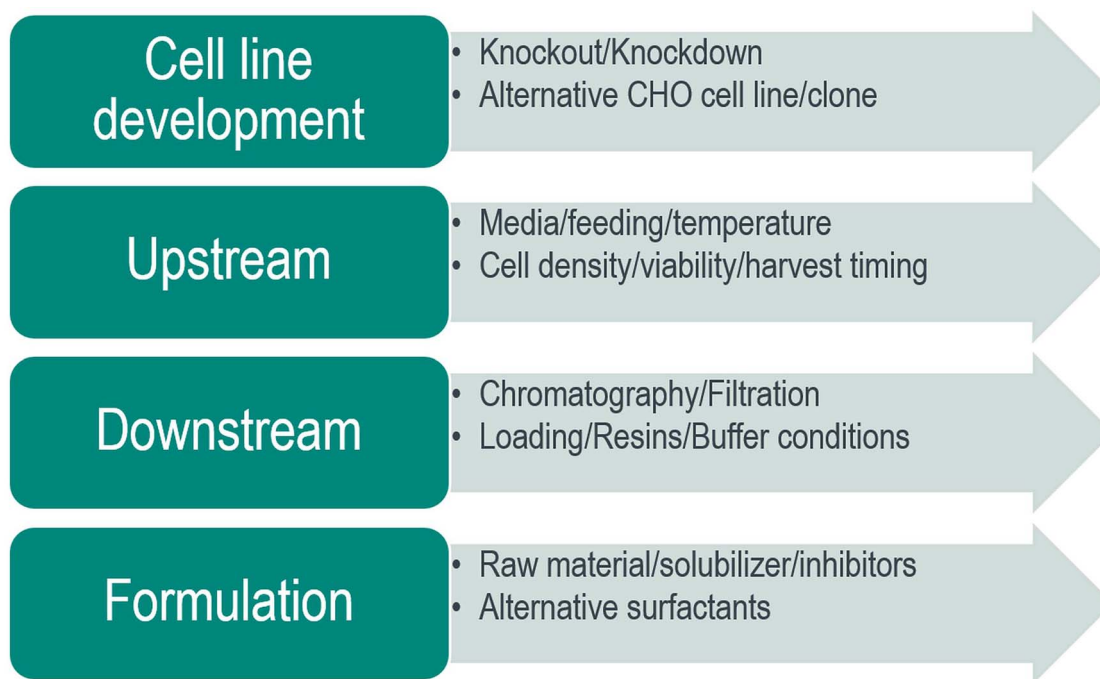 Cell line
development
• Knockout/Knockdown
• Alternative CHO cell line/clone
Upstream
• Media/feeding/temperature
• Cell density/viability/harvest timing
Downstream
• Chromatography/Filtration
• Loading/Resins/Buffer conditions
Formulation
• Raw material/solubilizer/inhibitors
• Alternative surfactants